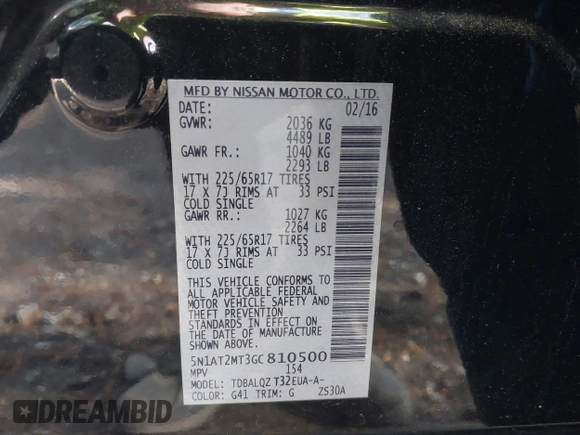 MFD BY NISSAN MOTOR CO., LTD.
DATE: 02/16
GVWR: 2036 KG
4489 LB
GAWR FR.: 1040 KG
2293 LB
WITH 225/65R17 TIRES
17 X 7J RIMS AT 33 PSI
COLD SINGLE
GAWR RR.: 1027 KG
2264 LB
WITH 225/65R17 TIRES
17 X 7J RIMS AT 33 PSI
COLD SINGLE
THIS VEHICLE CONFORMS TO
ALL APPLICABLE FEDERAL
MOTOR VEHICLE SAFETY AND
THEFT PREVENTION
STANDARDS IN EFFECT ON
THE DATE OF MANUFACTURE
SHOWN ABOVE.
5N1AT2MT3GC810500
MPV 154
MODEL: TDBALQZ T32EUA-A-
COLOR: G41 TRIM: G ZS30A
DREAMBID